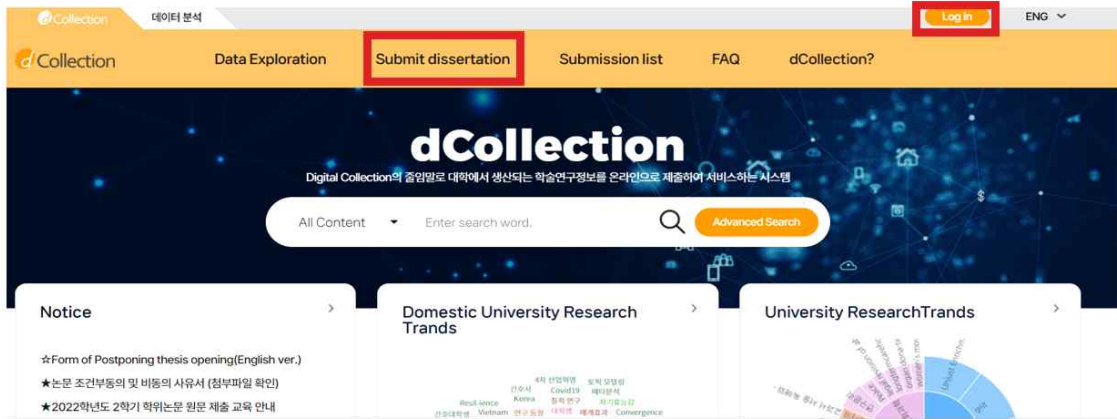 dCollection
데이터 분석
Log in
ENG
dCollection
Data Exploration
Submit dissertation
Submission list
FAQ
dCollection?
dCollection
Digital Collection의 줄임말로 대학에서 생산되는 학술연구정보를 온라인으로 제출하여 서비스하는 시스템
All Content
Enter search word.
Advanced Search
Notice
☆Form of Postponing thesis opening(English ver.)
★논문 조건부동의 및 비동의 사유서 (첨부파일 확인)
★2022학년도 2학기 학위논문 원문 제출 교육 안내
Domestic University Research
Trands
4차 산업혁명 토픽 모델링
간호사 Covid19 메타분석
Resilience Korea 질적 연구 자기효능감
간호대학생 Vietnam 연구 동향 대학생 매개효과 Convergence
University ResearchTrands
Unjust Enrichm